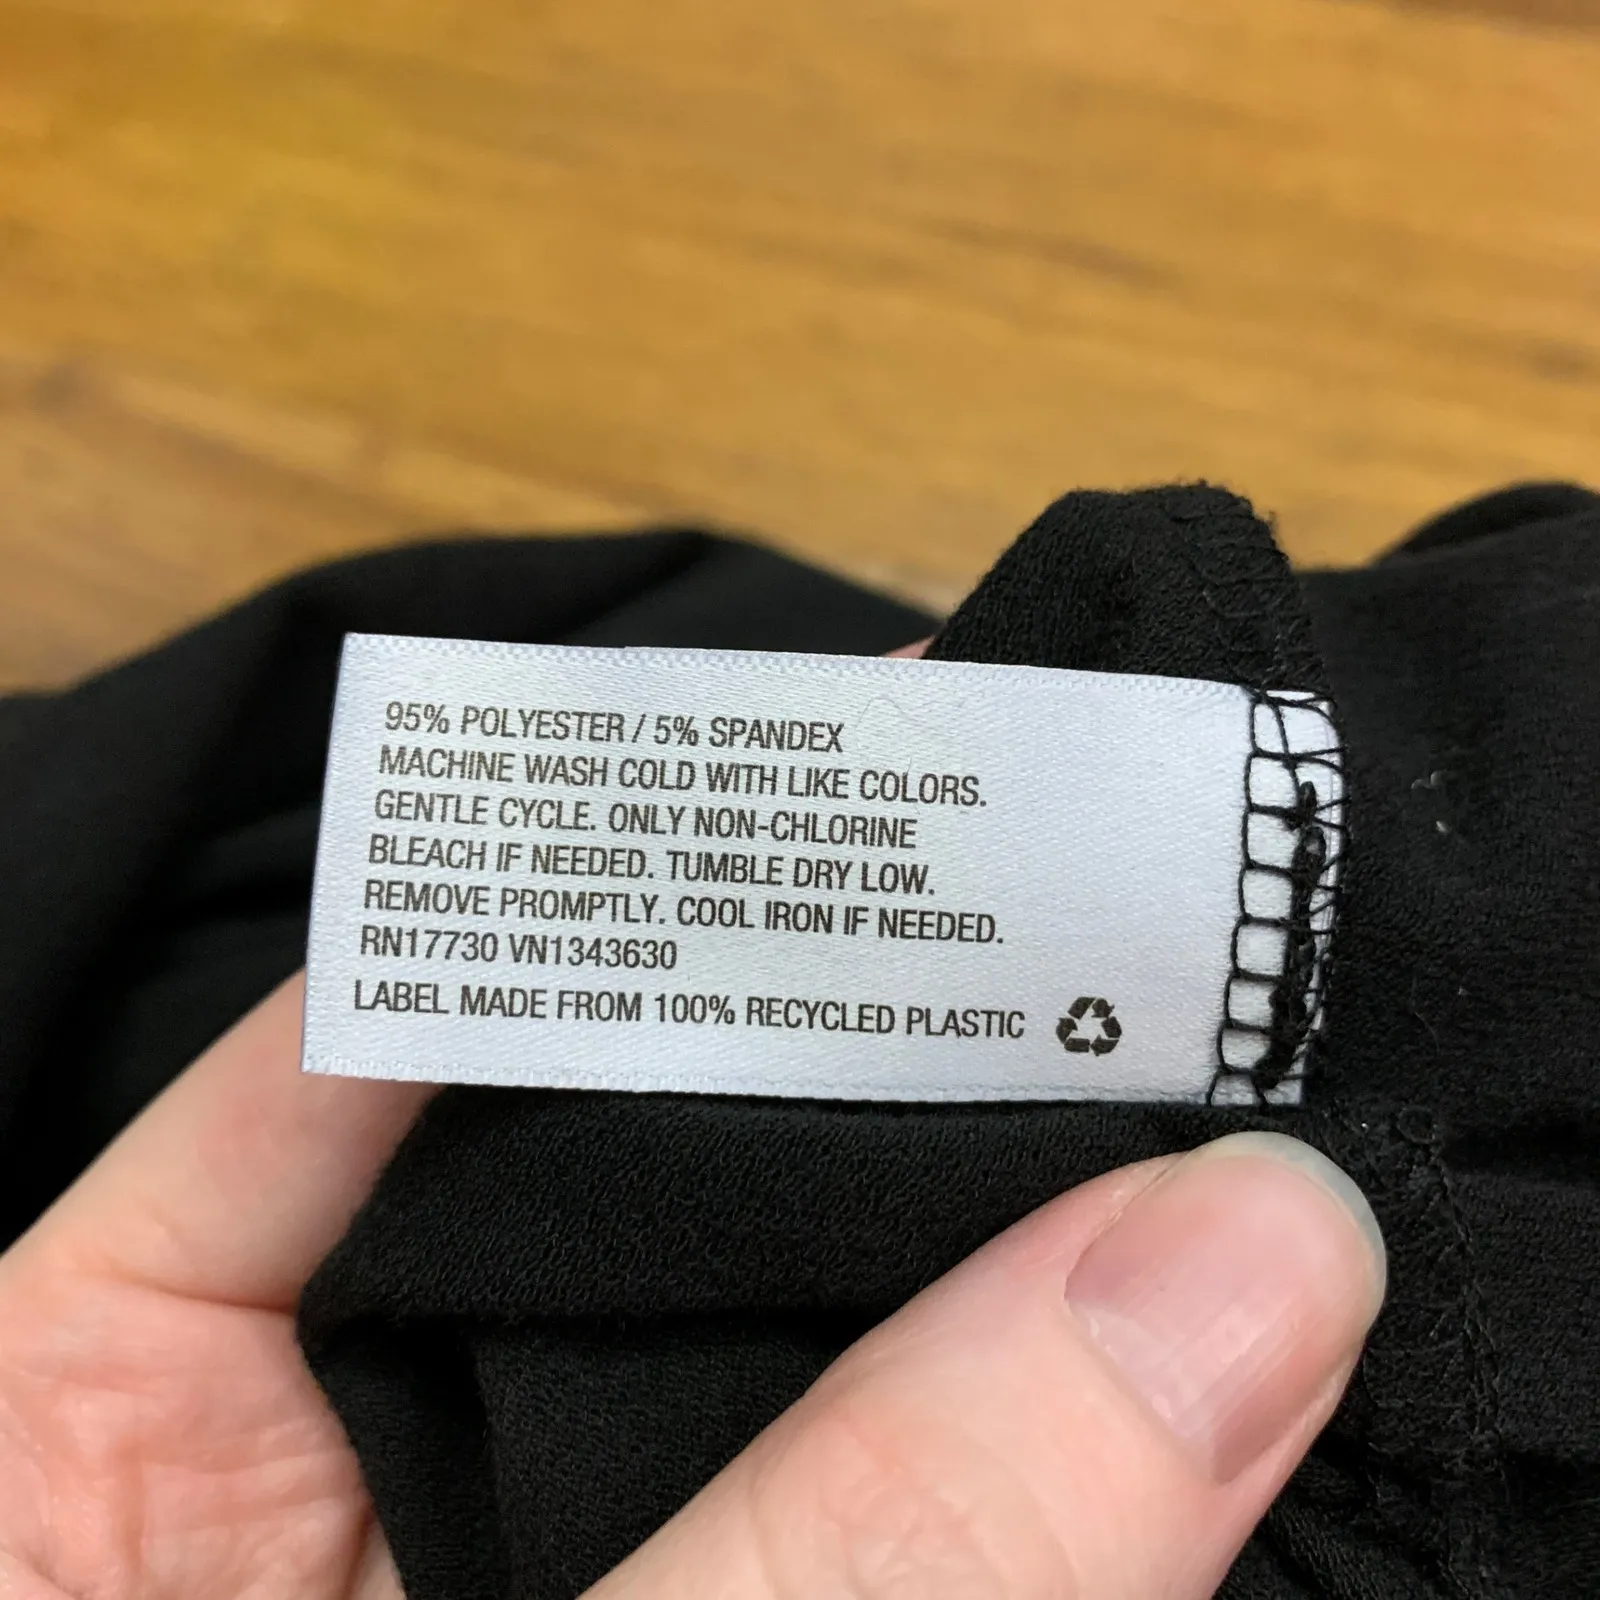 95% POLYESTER / 5% SPANDEX
MACHINE WASH COLD WITH LIKE COLORS.
GENTLE CYCLE. ONLY NON-CHLORINE
BLEACH IF NEEDED. TUMBLE DRY LOW.
REMOVE PROMPTLY. COOL IRON IF NEEDED.
RN17730 VN1343630
LABEL MADE FROM 100% RECYCLED PLASTIC